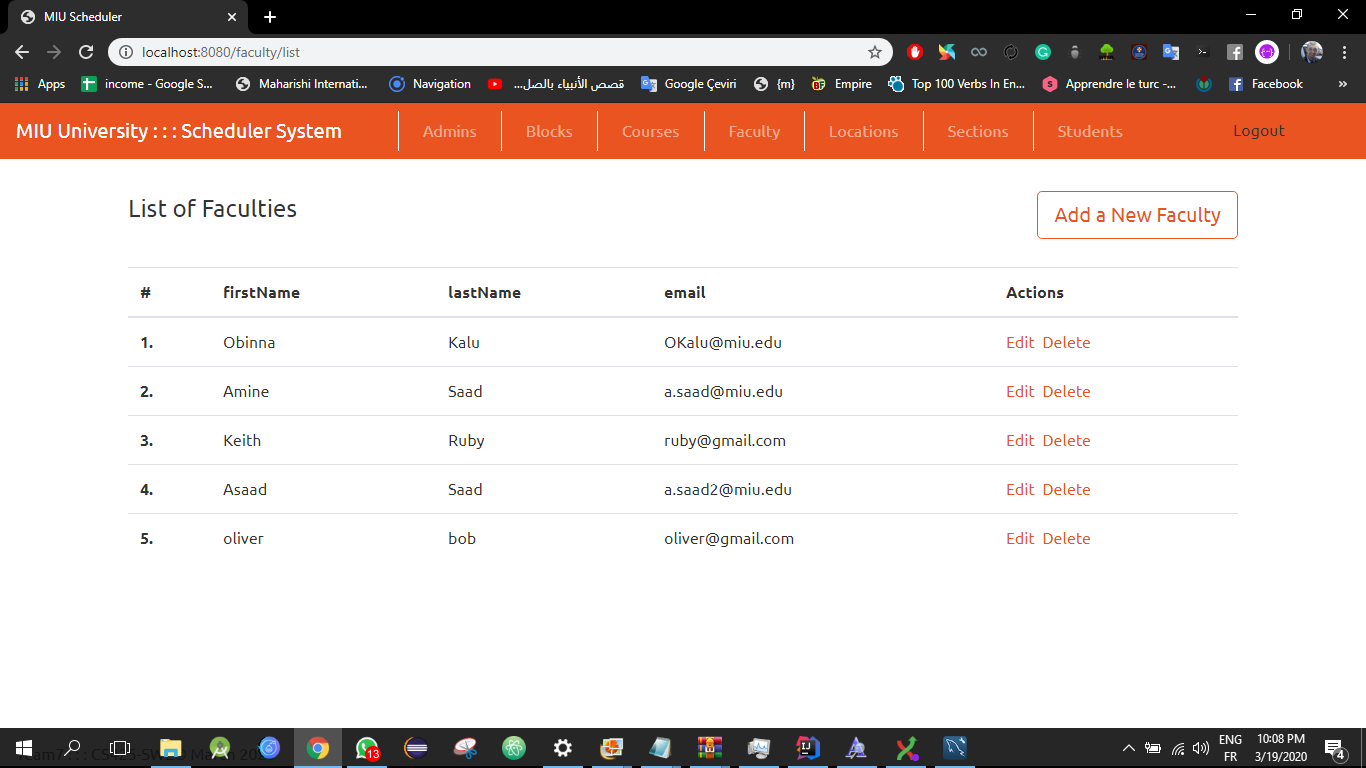 MIU Scheduler
localhost:8080/faculty/list
Apps income - Google S... Maharishi Internati... Navigation قصص الأنبياء بالصل... Google Çeviri {m} Empire Top 100 Verbs In En... Apprendre le turc -... Facebook »
MIU University : : : Scheduler System Admins Blocks Courses Faculty Locations Sections Students Logout
List of Faculties Add a New Faculty
# firstName lastName email Actions
1. Obinna Kalu OKalu@miu.edu Edit Delete
2. Amine Saad a.saad@miu.edu Edit Delete
3. Keith Ruby ruby@gmail.com Edit Delete
4. Asaad Saad a.saad2@miu.edu Edit Delete
5. oliver bob oliver@gmail.com Edit Delete
13
ENG
FR
10:08 PM
3/19/2020
4